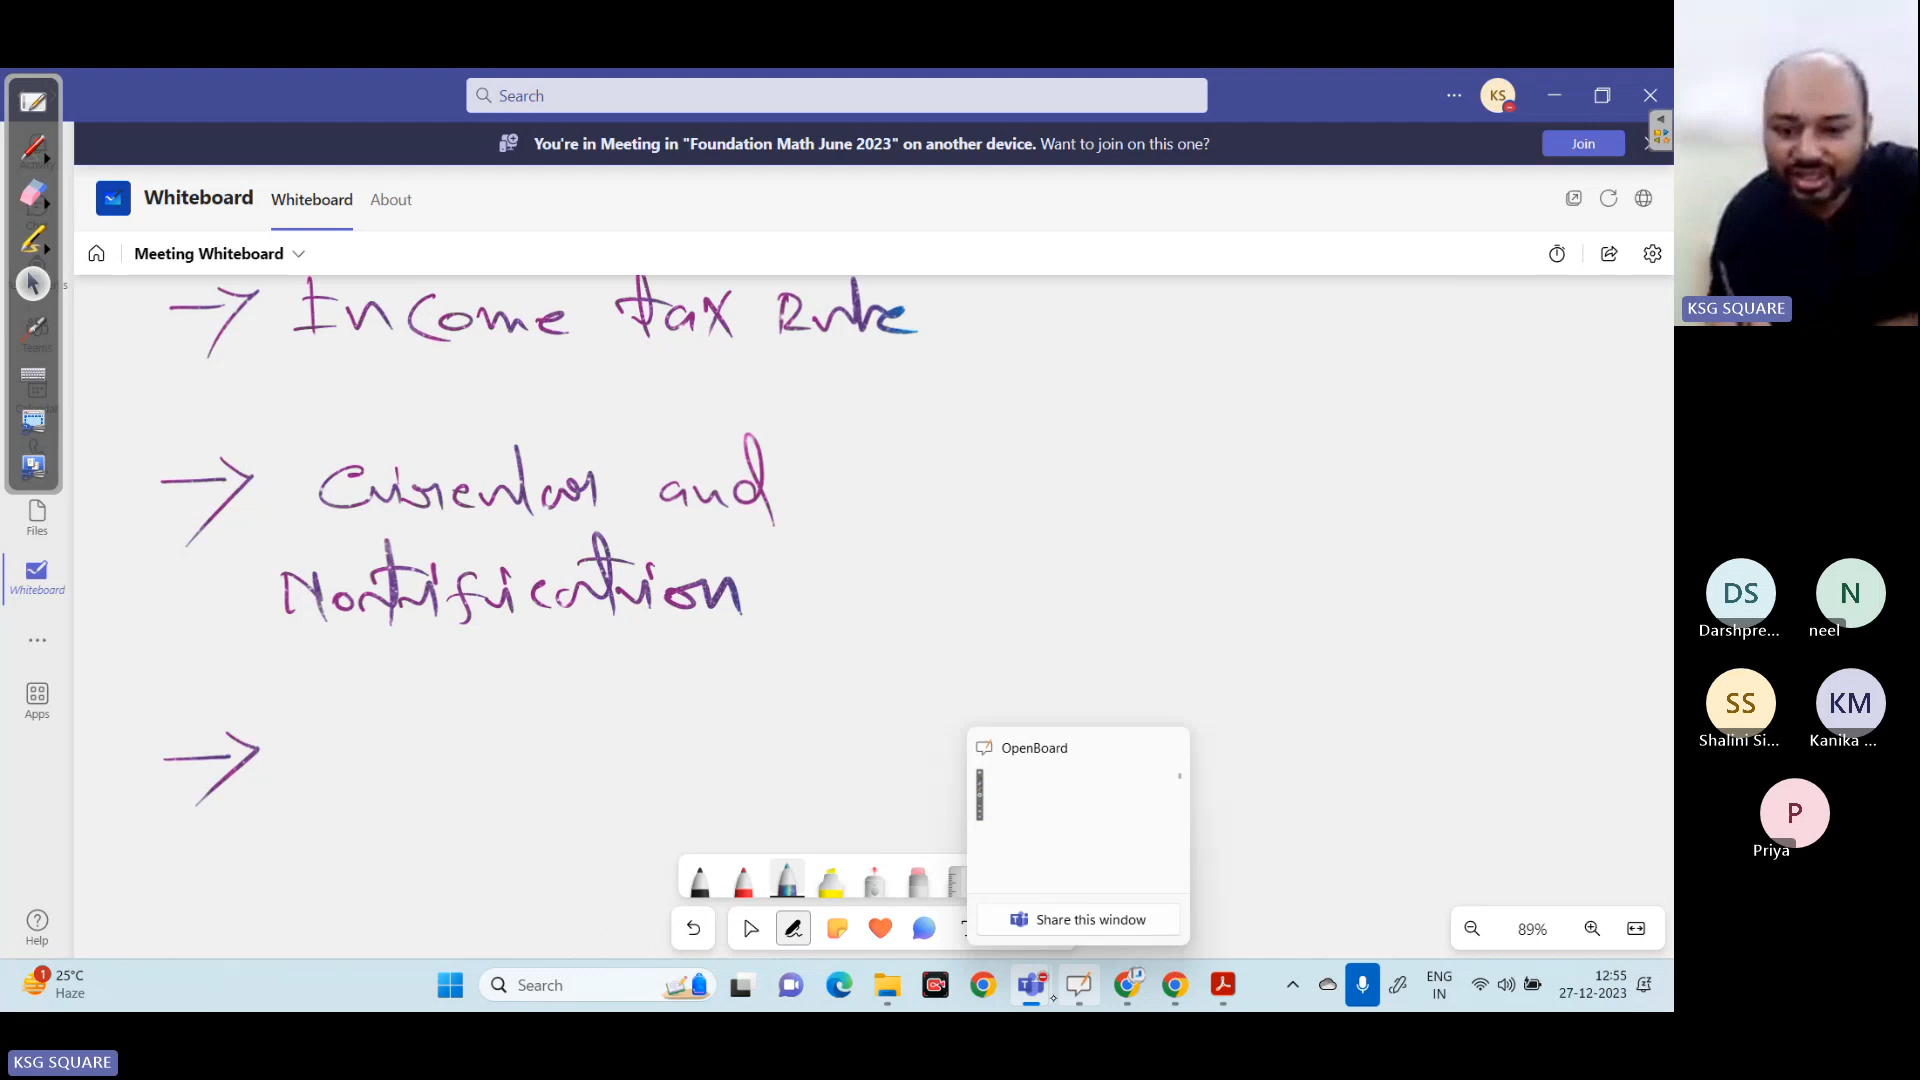 Search
KS
You're in Meeting in "Foundation Math June 2023" on another device. Want to join on this one?
Join
Whiteboard
Whiteboard
About
Meeting Whiteboard
→ Income tax Rule
→ Circular and
Notification
→
Teams
Files
Whiteboard
Apps
Help
OpenBoard
Share this window
89%
1
25°C
Haze
Search
ENG
IN
12:55
27-12-2023
KSG SQUARE
DS
Darshpre...
N
neel
SS
Shalini Si...
KM
Kanika ...
P
Priya
KSG SQUARE